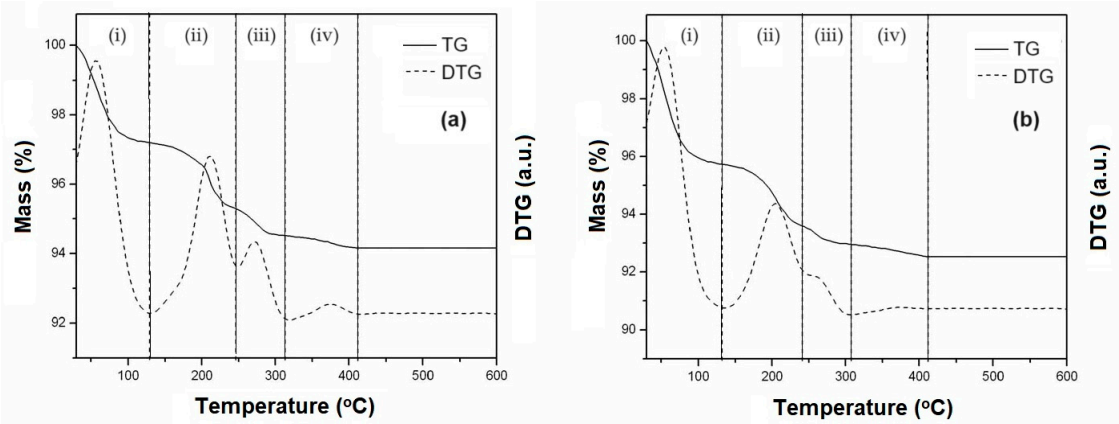 (i) (ii) (iii) (iv)
TG
DTG
(a)
100
98
96
94
92
Mass (%)
DTG (a.u.)
100 200 300 400 500 600
Temperature (ºC)
(i) (ii) (iii) (iv)
TG
DTG
(b)
100
98
96
94
92
90
Mass (%)
DTG (a.u.)
100 200 300 400 500 600
Temperature (ºC)